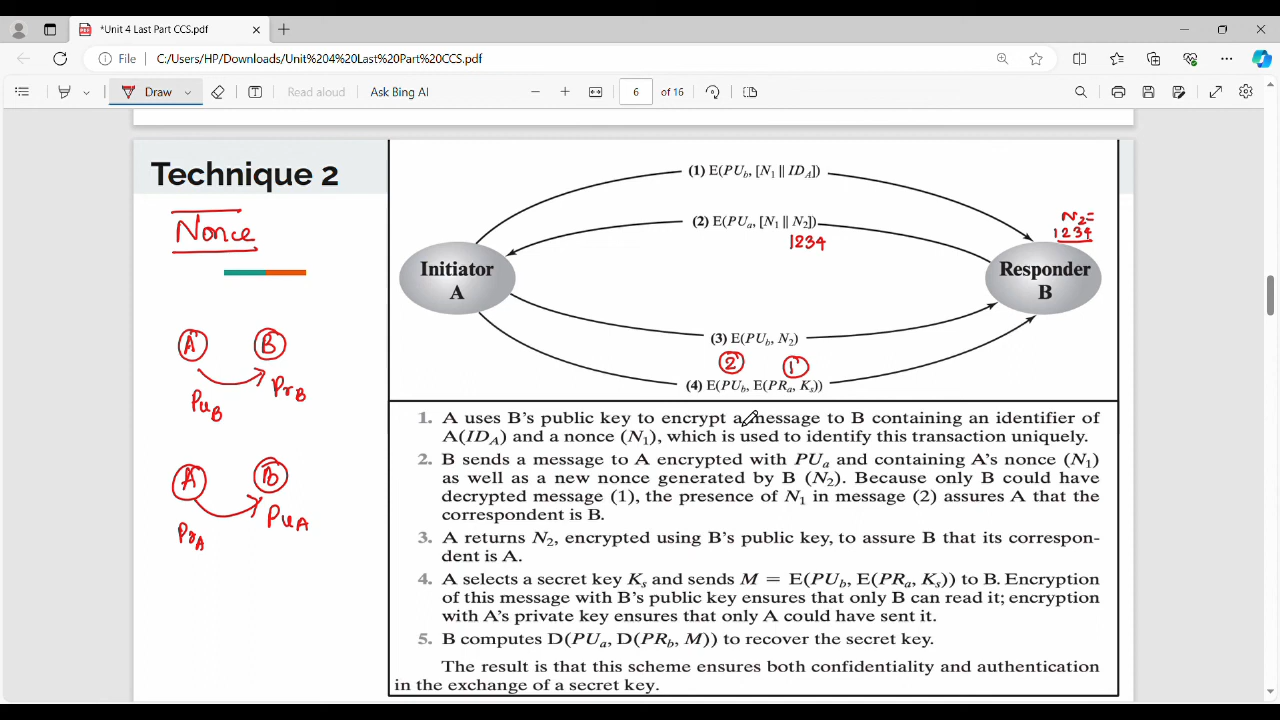 *Unit 4 Last Part CCS.pdf
File C:/Users/HP/Downloads/Unit%204%20Last%20Part%20CCS.pdf
Draw Read aloud Ask Bing AI 6 of 16
Technique 2
Nonce
A B
PuB PrB
A B
PrA PuA
(1) E(PUb, [N1 || IDA])
(2) E(PUa, [N1 || N2])
1234
N2=
1234
Initiator
A
Responder
B
(3) E(PUb, N2)
2 1
(4) E(PUb, E(PRa, Ks))
1. A uses B's public key to encrypt a message to B containing an identifier of
A(IDA) and a nonce (N1), which is used to identify this transaction uniquely.
2. B sends a message to A encrypted with PUa and containing A's nonce (N1)
as well as a new nonce generated by B (N2). Because only B could have
decrypted message (1), the presence of N1 in message (2) assures A that the
correspondent is B.
3. A returns N2, encrypted using B's public key, to assure B that its correspon-
dent is A.
4. A selects a secret key Ks and sends M = E(PUb, E(PRa, Ks)) to B. Encryption
of this message with B's public key ensures that only B can read it; encryption
with A's private key ensures that only A could have sent it.
5. B computes D(PUa, D(PRb, M)) to recover the secret key.
The result is that this scheme ensures both confidentiality and authentication
in the exchange of a secret key.